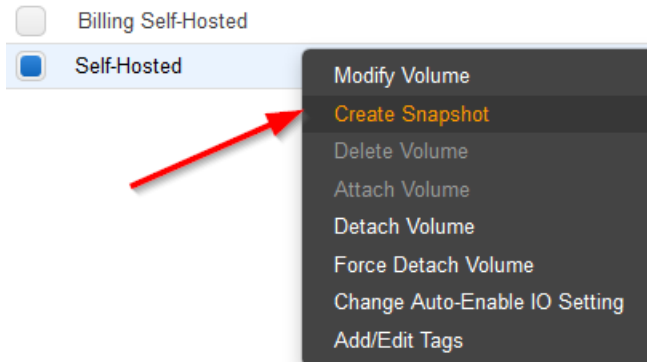 Billing Self-Hosted
Self-Hosted
Modify Volume
Create Snapshot
Delete Volume
Attach Volume
Detach Volume
Force Detach Volume
Change Auto-Enable IO Setting
Add/Edit Tags